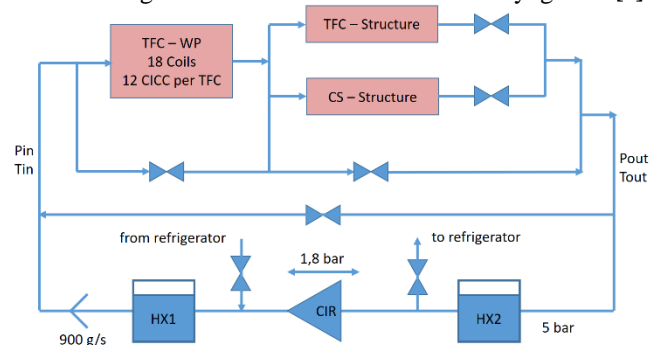 TFC – WP
18 Coils
12 CICC per TFC
TFC – Structure
CS – Structure
Pin
Tin
Pout
Tout
from refrigerator
to refrigerator
1,8 bar
HX1
CIR
HX2
900 g/s
5 bar